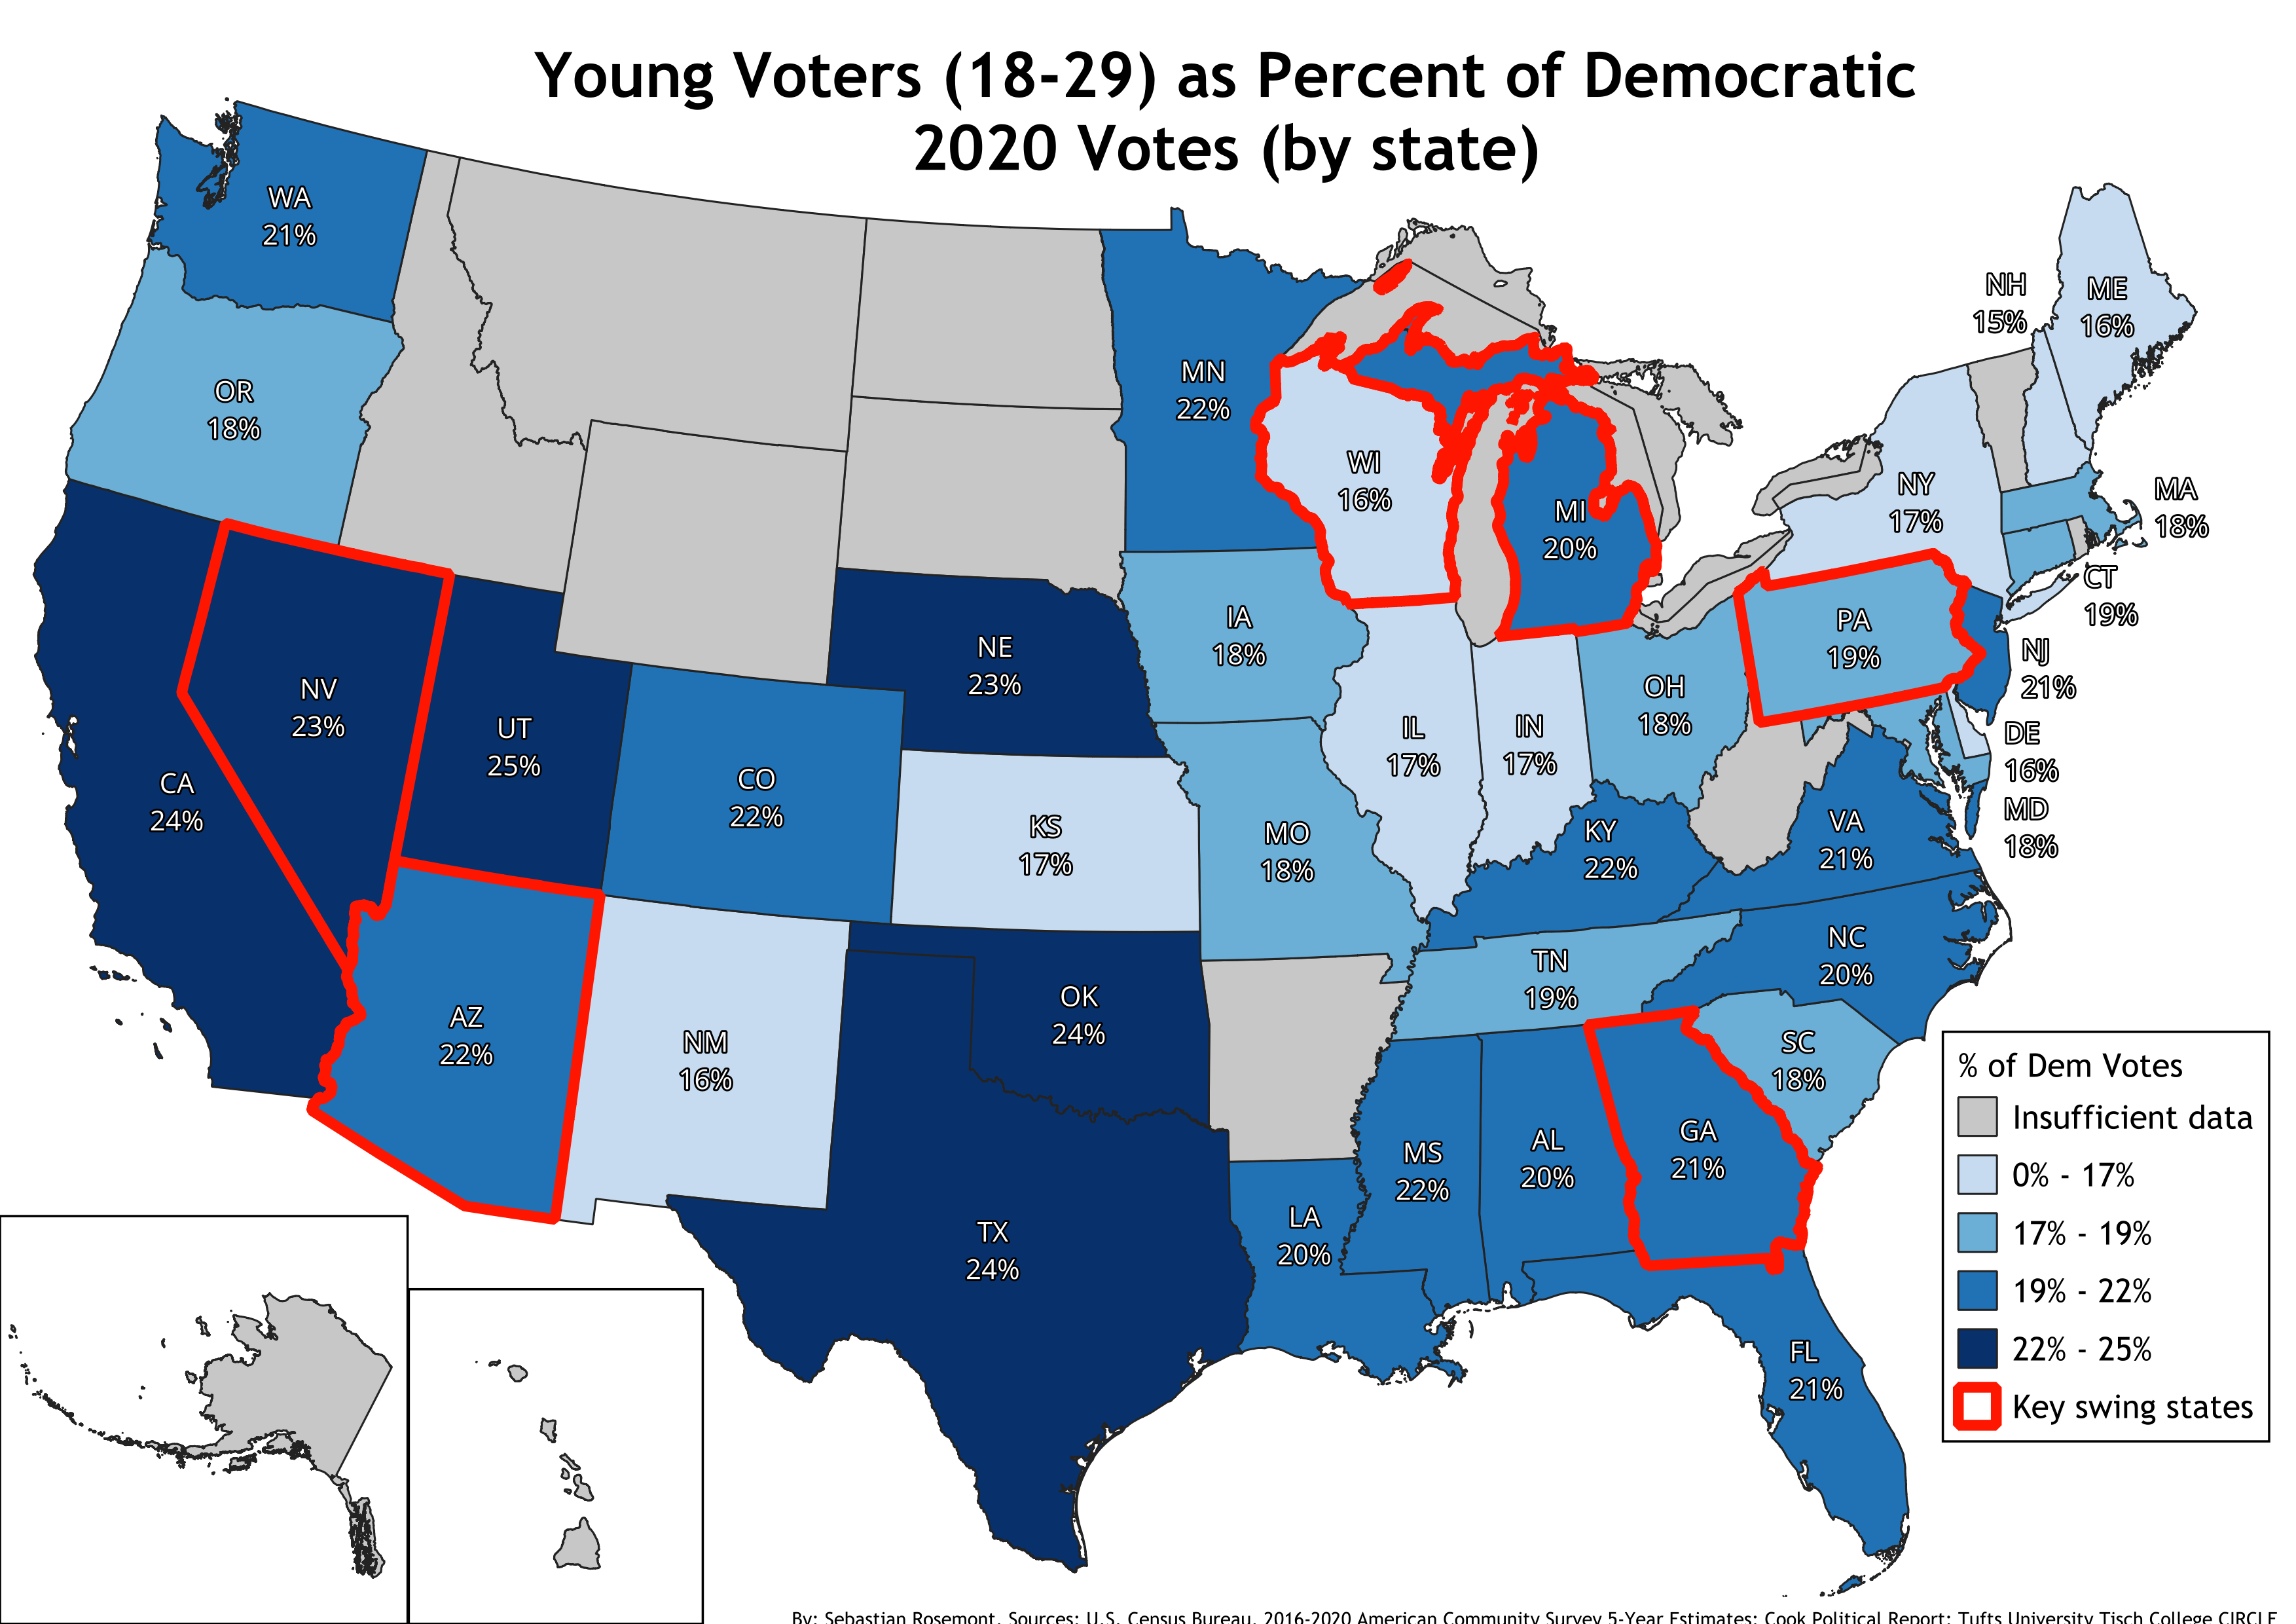 Young Voters (18-29) as Percent of Democratic
2020 Votes (by state)
WA
21%
OR
18%
CA
24%
NV
23%
UT
25%
AZ
22%
CO
22%
NM
16%
NE
23%
KS
17%
OK
24%
TX
24%
MN
22%
IA
18%
MO
18%
LA
20%
WI
16%
IL
17%
MS
22%
MI
20%
IN
17%
OH
18%
KY
22%
TN
19%
AL
20%
GA
21%
FL
21%
SC
18%
NC
20%
VA
21%
PA
19%
NY
17%
NH
15%
ME
16%
MA
18%
CT
19%
NJ
21%
DE
16%
MD
18%
% of Dem Votes
Insufficient data
0% - 17%
17% - 19%
19% - 22%
22% - 25%
Key swing states
By: Sebastian Rosemont. Sources: U.S. Census Bureau, 2016-2020 American Community Survey 5-Year Estimates; Cook Political Report; Tufts University Tisch College CIRCLE